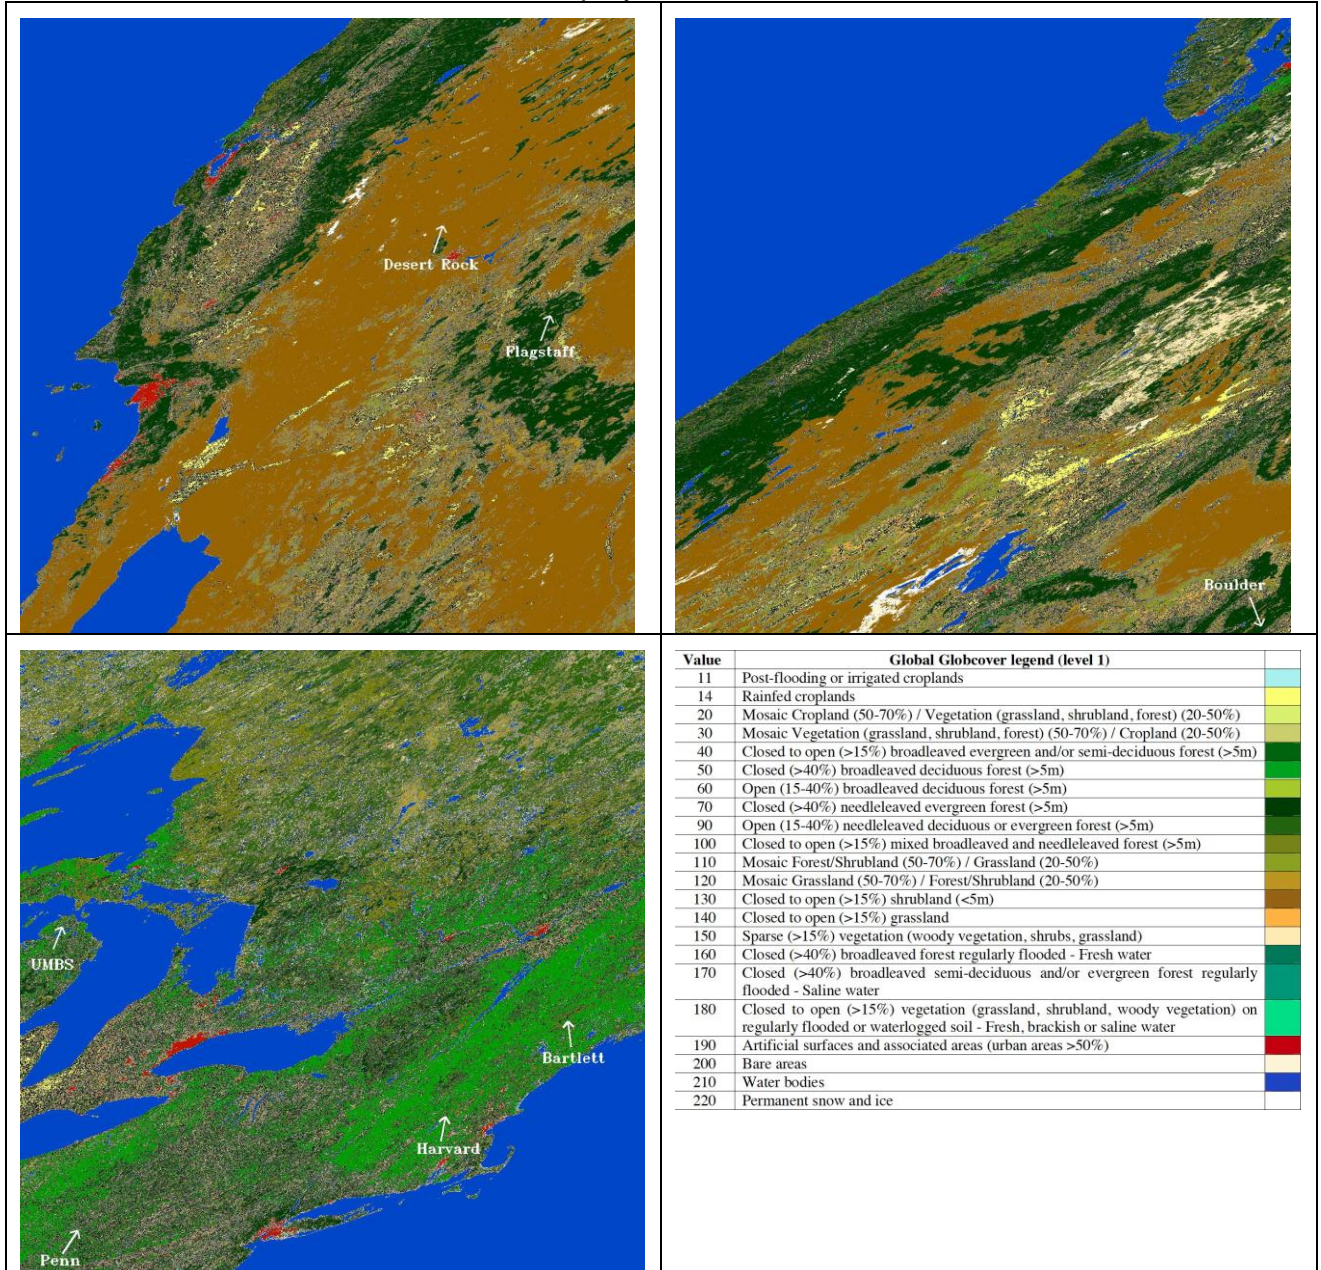 Desert Rock
Flagstaff
Boulder
UMBS
Bartlett
Harvard
Penn
Value Global Globcover legend (level 1)
11 Post-flooding or irrigated croplands
14 Rainfed croplands
20 Mosaic Cropland (50-70%) / Vegetation (grassland, shrubland, forest) (20-50%)
30 Mosaic Vegetation (grassland, shrubland, forest) (50-70%) / Cropland (20-50%)
40 Closed to open (>15%) broadleaved evergreen and/or semi-deciduous forest (>5m)
50 Closed (>40%) broadleaved deciduous forest (>5m)
60 Open (15-40%) broadleaved deciduous forest (>5m)
70 Closed (>40%) needleleaved evergreen forest (>5m)
90 Open (15-40%) needleleaved deciduous or evergreen forest (>5m)
100 Closed to open (>15%) mixed broadleaved and needleleaved forest (>5m)
110 Mosaic Forest/Shrubland (50-70%) / Grassland (20-50%)
120 Mosaic Grassland (50-70%) / Forest/Shrubland (20-50%)
130 Closed to open (>15%) shrubland (<5m)
140 Closed to open (>15%) grassland
150 Sparse (>15%) vegetation (woody vegetation, shrubs, grassland)
160 Closed (>40%) broadleaved forest regularly flooded - Fresh water
170 Closed (>40%) broadleaved semi-deciduous and/or evergreen forest regularly
flooded - Saline water
180 Closed to open (>15%) vegetation (grassland, shrubland, woody vegetation) on
regularly flooded or waterlogged soil - Fresh, brackish or saline water
190 Artificial surfaces and associated areas (urban areas >50%)
200 Bare areas
210 Water bodies
220 Permanent snow and ice